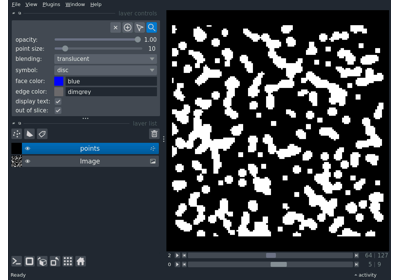 File View Plugins Window Help
layer controls
opacity: 1.00
point size: 10
blending: translucent
symbol: disc
face color: blue
edge color: dimgrey
display text:
out of slice:
layer list
points
Image
2 64 127
0 5 9
Ready activity